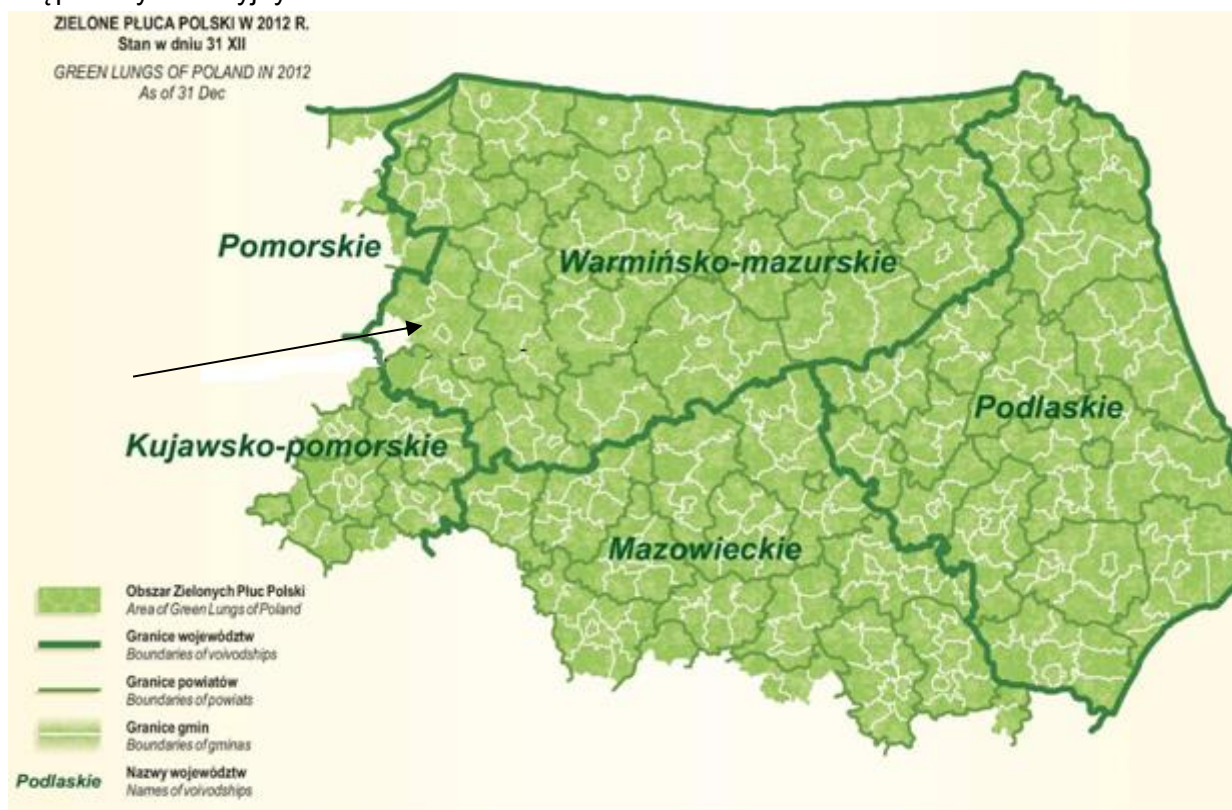 ZIELONE PŁUCA POLSKI W 2012 R.
Stan w dniu 31 XII
GREEN LUNGS OF POLAND IN 2012
As of 31 Dec
Pomorskie
Warmińsko-mazurskie
Podlaskie
Kujawsko-pomorskie
Mazowieckie
Obszar Zielonych Płuc Polski
Area of Green Lungs of Poland
Granice województw
Boundaries of voivodships
Granice powiatów
Boundaries of powiats
Granice gmin
Boundaries of gminas
Podlaskie
Nazwy województw
Names of voivodships